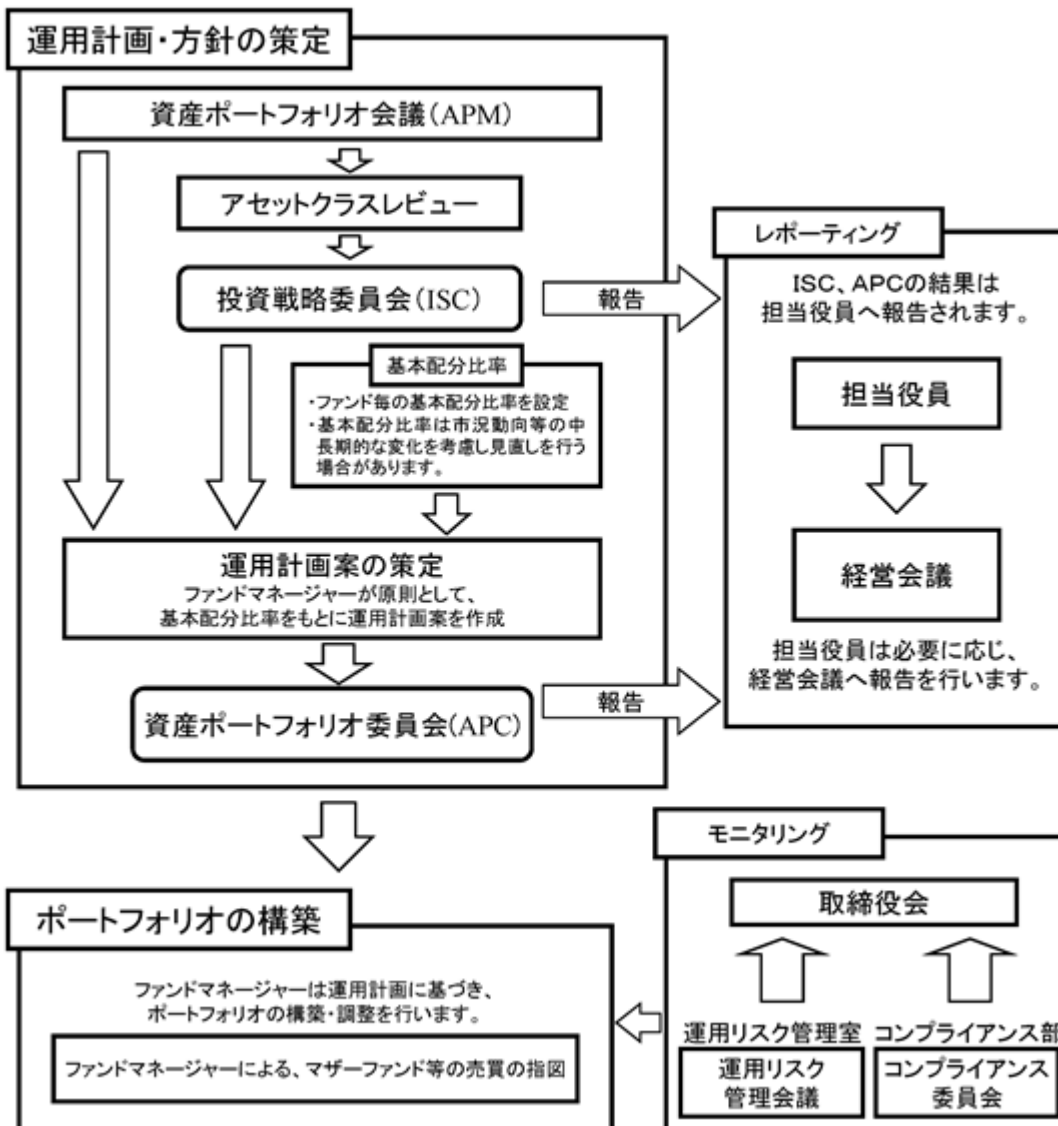 運用計画・方針の策定
資産ポートフォリオ会議(APM)
アセットクラスレビュー
投資戦略委員会(ISC)
報告
基本配分比率
・ファンド毎の基本配分比率を設定
・基本配分比率は市況動向等の中
長期的な変化を考慮し見直しを行う
場合があります。
運用計画案の策定
ファンドマネージャーが原則として、
基本配分比率をもとに運用計画案を作成
資産ポートフォリオ委員会(APC)
報告
レポーティング
ISC、APCの結果は
担当役員へ報告されます。
担当役員
経営会議
担当役員は必要に応じ、
経営会議へ報告を行います。
ポートフォリオの構築
ファンドマネージャーは運用計画に基づき、
ポートフォリオの構築・調整を行います。
ファンドマネージャーによる、マザーファンド等の売買の指図
モニタリング
取締役会
運用リスク管理室
運用リスク
管理会議
コンプライアンス部
コンプライアンス
委員会